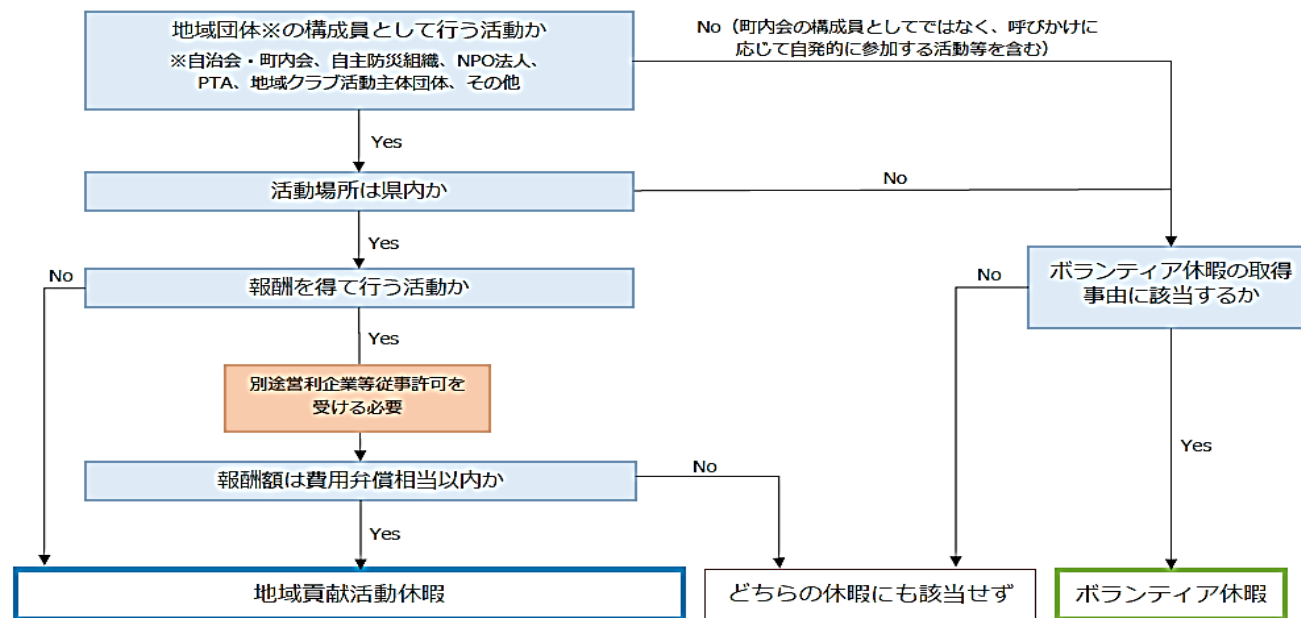 地域団体※の構成員として行う活動か
※自治会・町内会、自主防災組織、NPO法人、
PTA、地域クラブ活動主体団体、その他
No（町内会の構成員としてではなく、呼びかけに
応じて自発的に参加する活動等を含む）
Yes
活動場所は県内か
No
Yes
No
報酬を得て行う活動か
ボランティア休暇の取得
事由に該当するか
No
Yes
別途営利企業等従事許可を
受ける必要
報酬額は費用弁償相当以内か
No
Yes
Yes
地域貢献活動休暇
どちらの休暇にも該当せず
ボランティア休暇